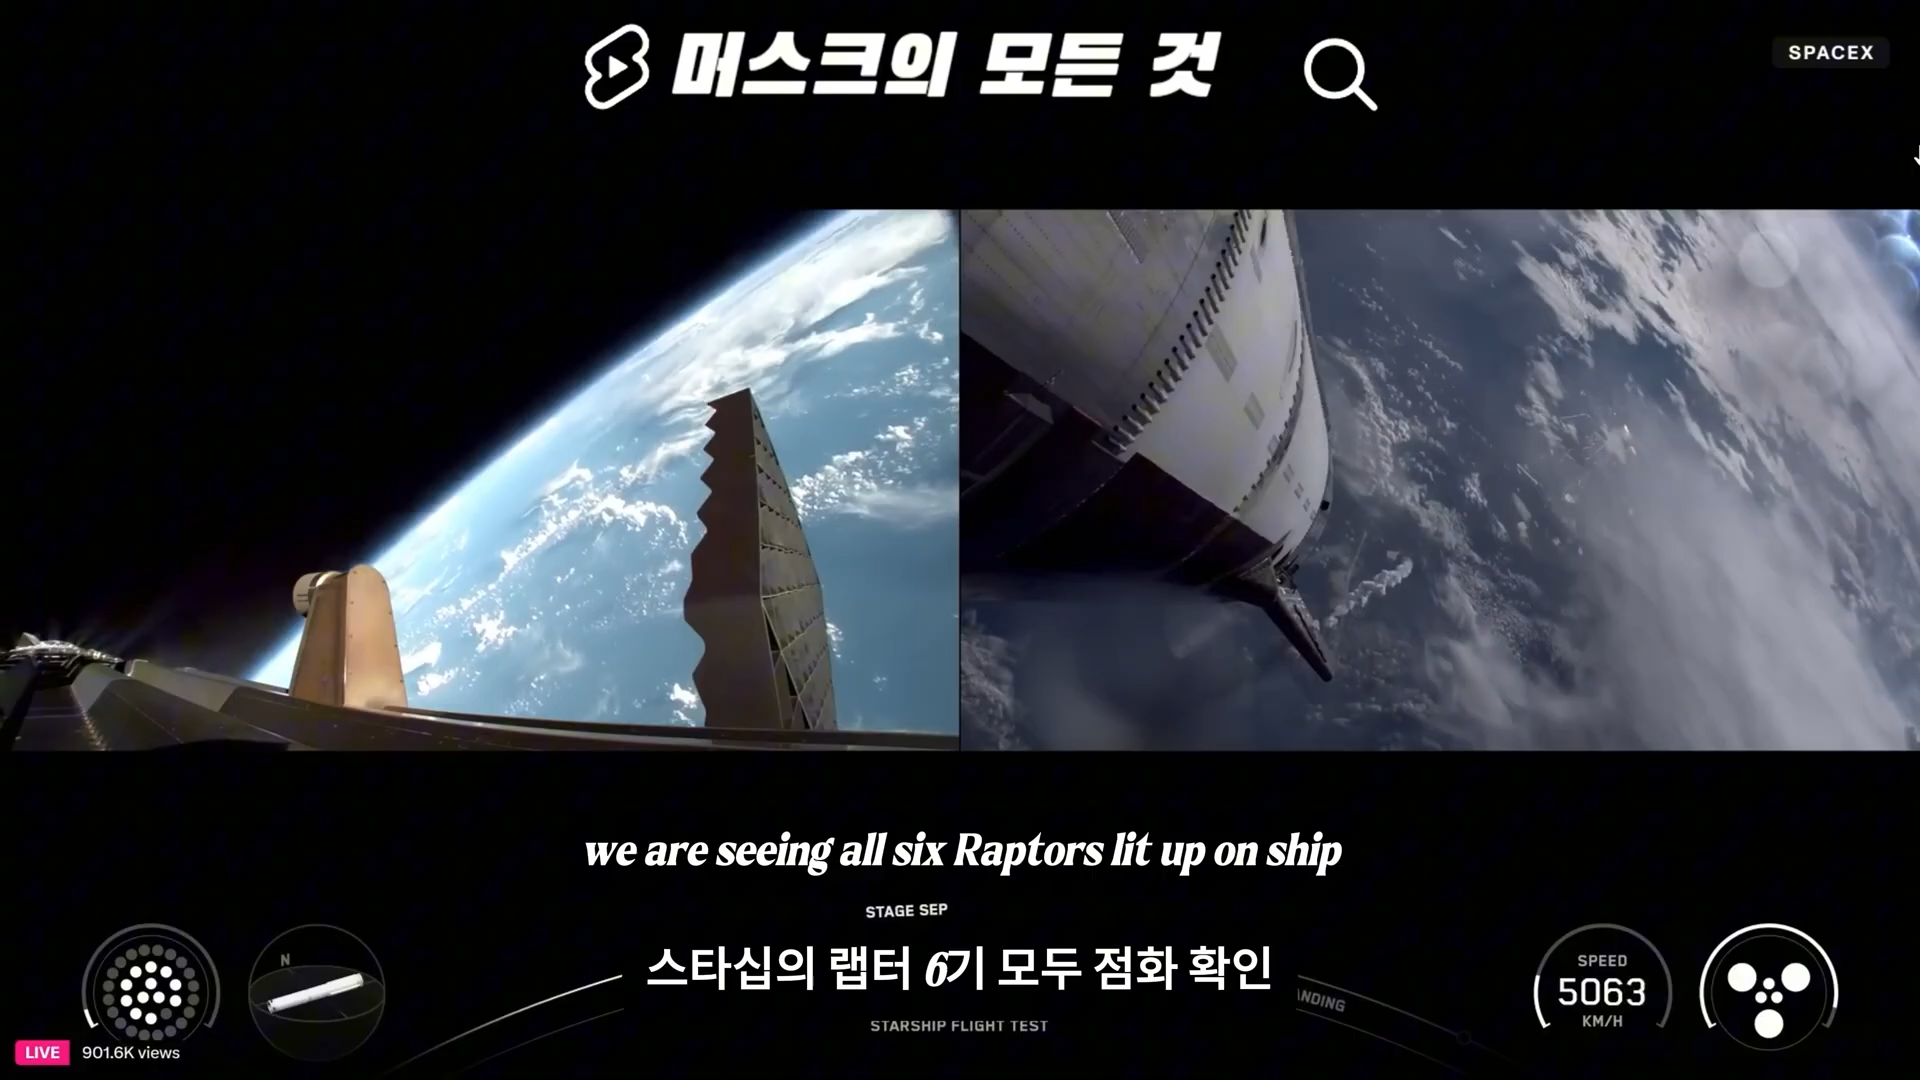 머스크의 모든 것
SPACEX
we are seeing all six Raptors lit up on ship
STAGE SEP
N
스타십의 랩터 6기 모두 점화 확인
SPEED
5063
KM/H
STARSHIP FLIGHT TEST
LIVE 901.6K views